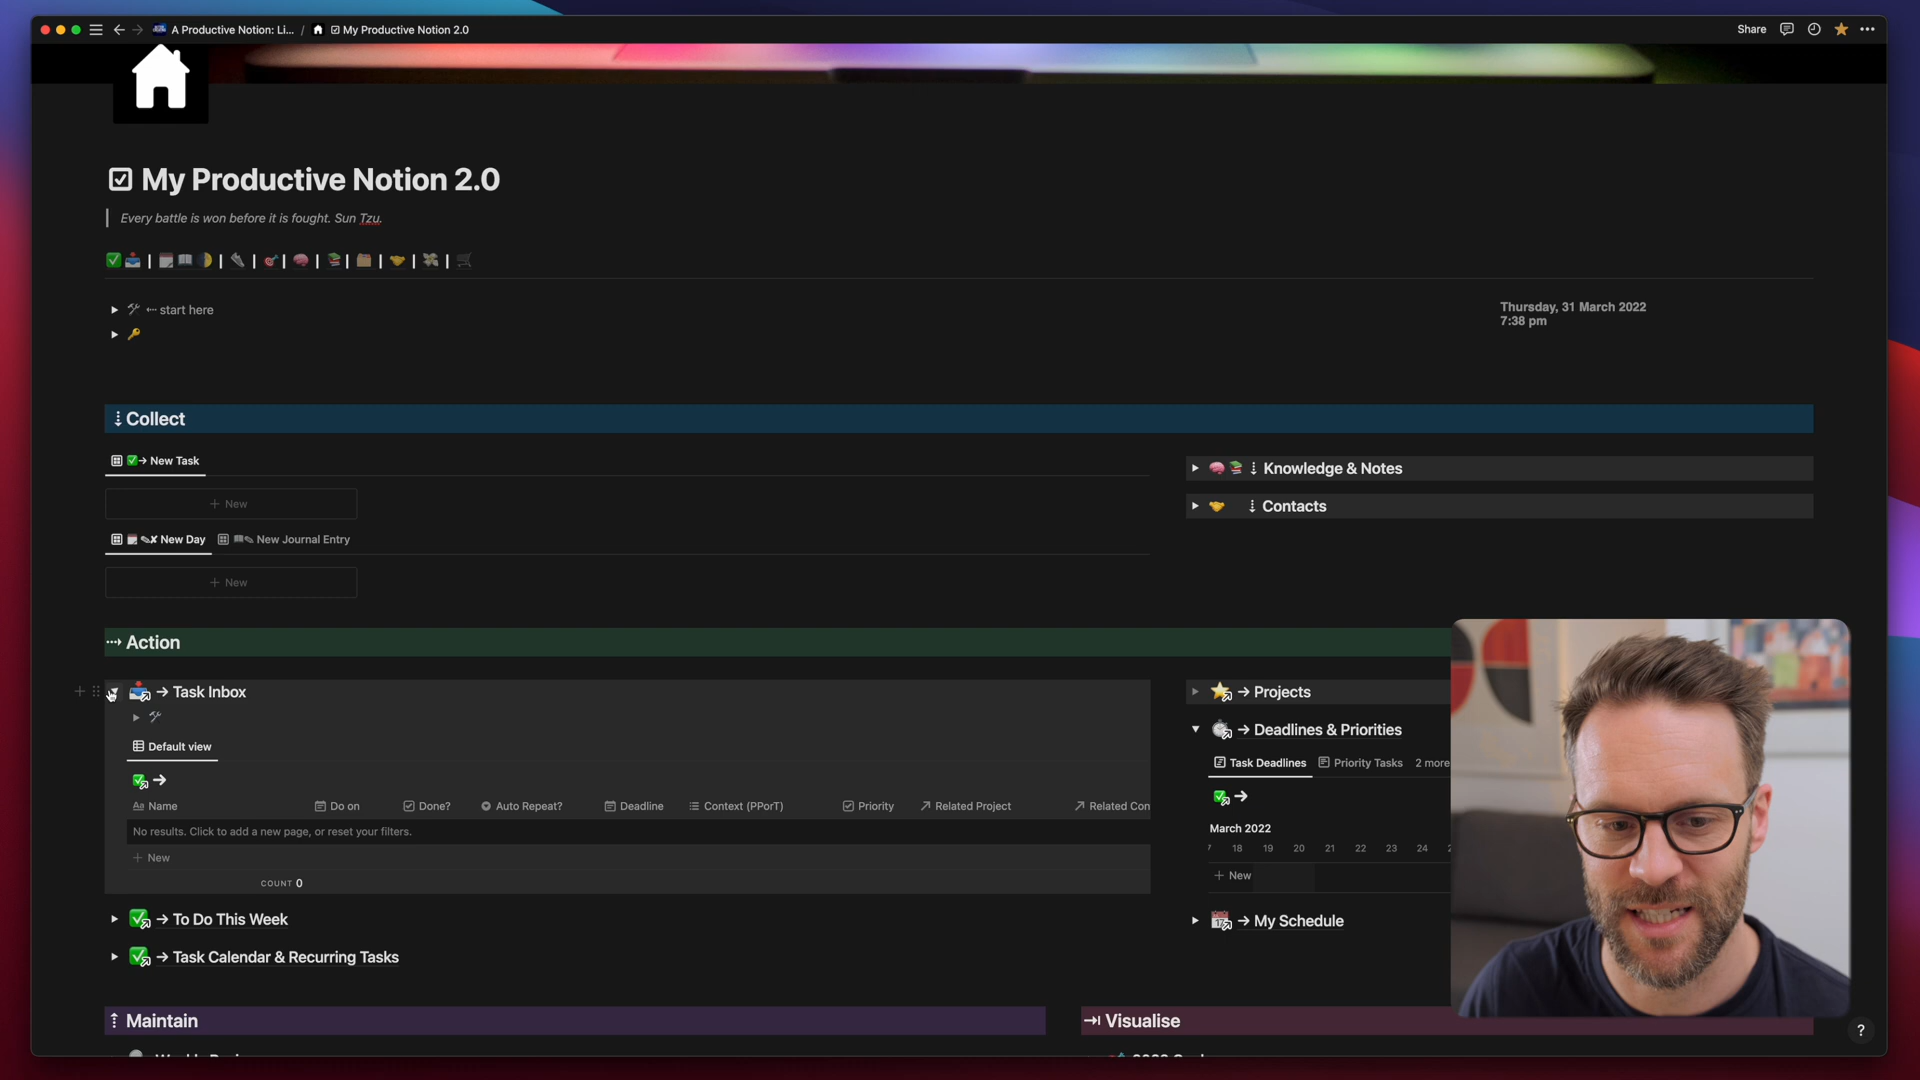 A Productive Notion: Li... / My Productive Notion 2.0
Share
My Productive Notion 2.0
Every battle is won before it is fought. Sun Tzu.
start here
Thursday, 31 March 2022
7:38 pm
Collect
New Task
+ New
New Day
New Journal Entry
+ New
Knowledge & Notes
Contacts
Action
→ Task Inbox
Default view
→
Aa Name
Do on
Done?
Auto Repeat?
Deadline
Context (PPorT)
Priority
Related Project
Related Con
No results. Click to add a new page, or reset your filters.
+ New
COUNT 0
→ To Do This Week
→ Task Calendar & Recurring Tasks
→ Projects
→ Deadlines & Priorities
Task Deadlines
Priority Tasks
2 more
→
March 2022
18 19 20 21 22 23 24
+ New
→ My Schedule
Maintain
Visualise
?